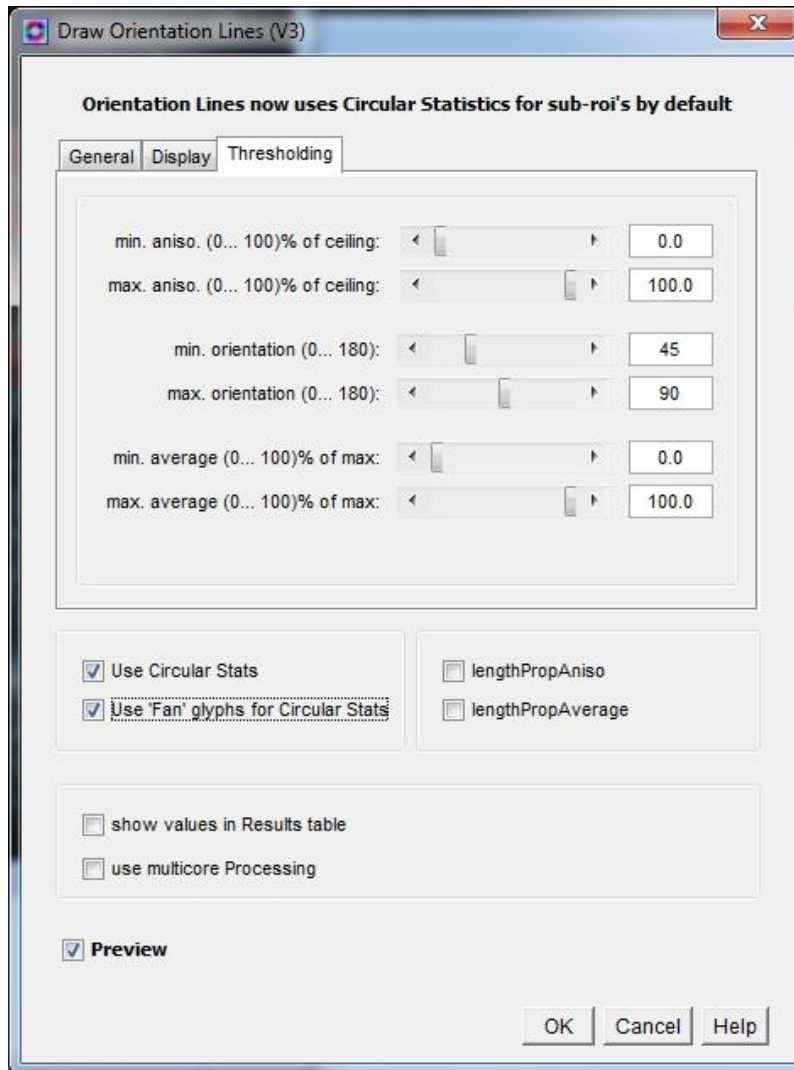 Draw Orientation Lines (V3)
Orientation Lines now uses Circular Statistics for sub-roi's by default
General Display Thresholding
min. aniso. (0... 100)% of ceiling: 0.0
max. aniso. (0... 100)% of ceiling: 100.0
min. orientation (0... 180): 45
max. orientation (0... 180): 90
min. average (0... 100)% of max: 0.0
max. average (0... 100)% of max: 100.0
Use Circular Stats lengthPropAniso
Use 'Fan' glyphs for Circular Stats lengthPropAverage
show values in Results table
use multicore Processing
Preview
OK Cancel Help